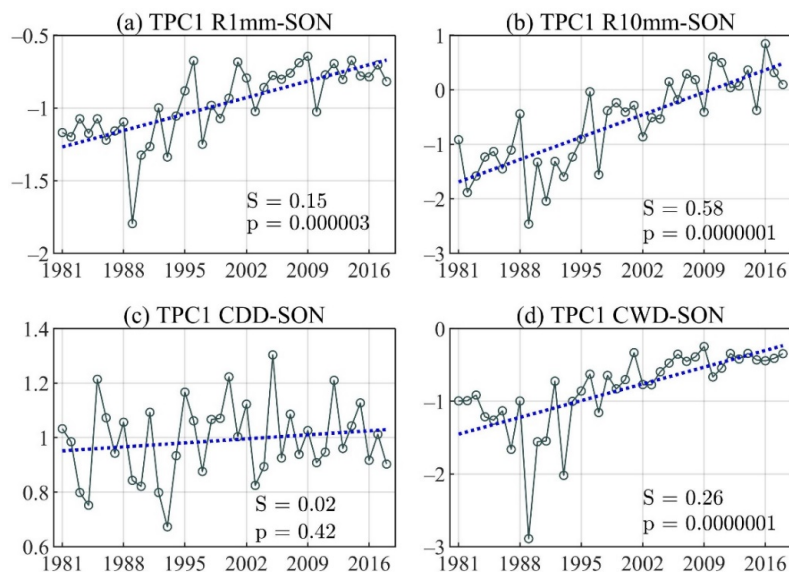 (a) TPC1 R1mm-SON
−0.5
−1
−1.5
−2
S = 0.15
p = 0.000003
1981 1988 1995 2002 2009 2016
(b) TPC1 R10mm-SON
1
0
−1
−2
−3
S = 0.58
p = 0.0000001
1981 1988 1995 2002 2009 2016
(c) TPC1 CDD-SON
1.4
1.2
1
0.8
0.6
S = 0.02
p = 0.42
1981 1988 1995 2002 2009 2016
(d) TPC1 CWD-SON
0
−1
−2
−3
S = 0.26
p = 0.0000001
1981 1988 1995 2002 2009 2016